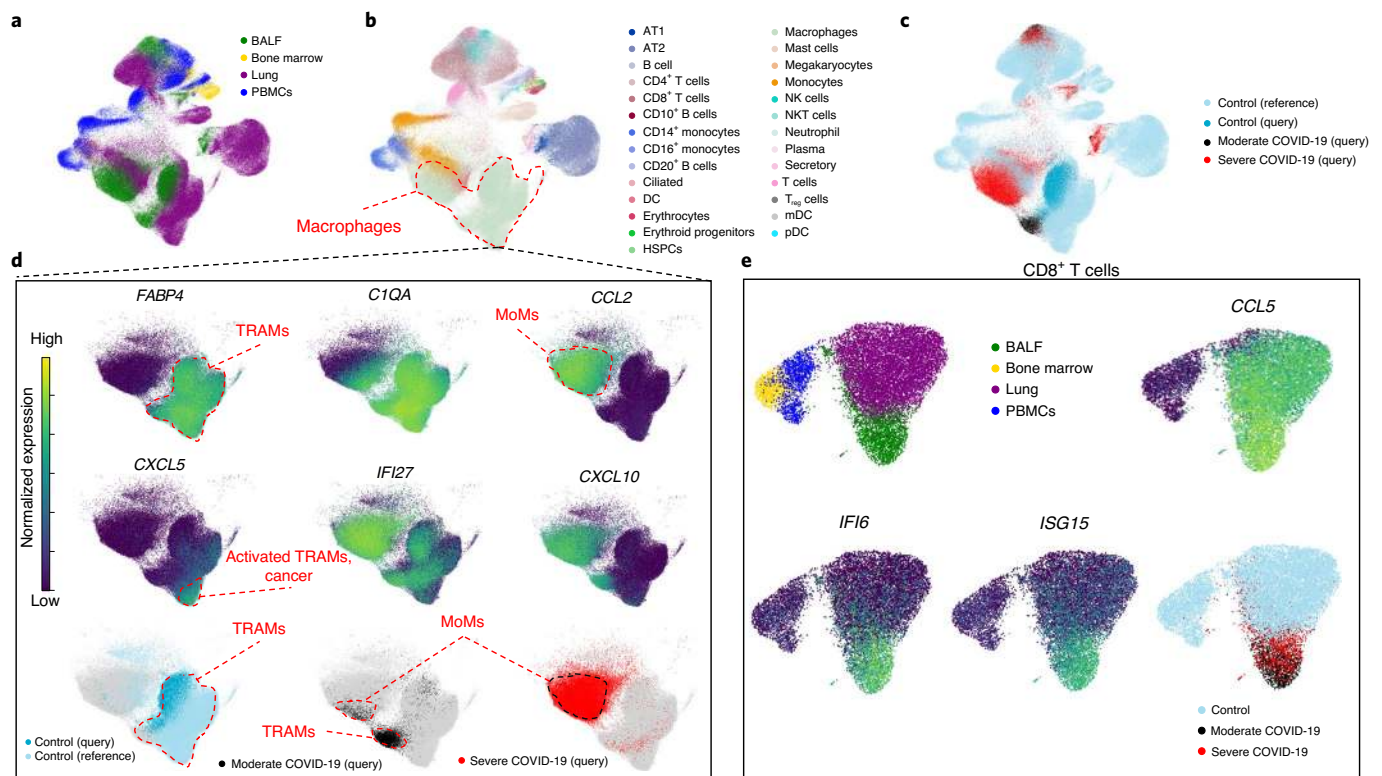 a
BALF
Bone marrow
Lung
PBMCs
b
Macrophages
AT1
AT2
B cell
CD4+ T cells
CD8+ T cells
CD10+ B cells
CD14+ monocytes
CD16+ monocytes
CD20+ B cells
Ciliated
DC
Erythrocytes
Erythroid progenitors
HSPCs
Macrophages
Mast cells
Megakaryocytes
Monocytes
NK cells
NKT cells
Neutrophil
Plasma
Secretory
T cells
Treg cells
mDC
pDC
c
Control (reference)
Control (query)
Moderate COVID-19 (query)
Severe COVID-19 (query)
d
High
Normalized expression
Low
FABP4
TRAMs
C1QA
CCL2
MoMs
CXCL5
Activated TRAMs,
cancer
IFI27
CXCL10
TRAMs
MoMs
TRAMs
Control (query)
Control (reference)
Moderate COVID-19 (query)
Severe COVID-19 (query)
e
CD8+ T cells
BALF
Bone marrow
Lung
PBMCs
CCL5
IFI6
ISG15
Control
Moderate COVID-19
Severe COVID-19